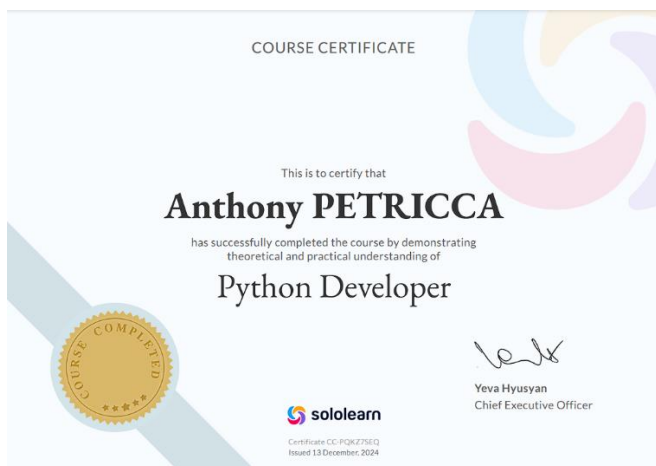 COURSE CERTIFICATE
This is to certify that
Anthony PETRICCA
has successfully completed the course by demonstrating
theoretical and practical understanding of
Python Developer
COURSE COMPLETED
Yeva Hyusyan
Chief Executive Officer
sololearn
Certificate CC-PQKZ7SEQ
Issued 13 December, 2024